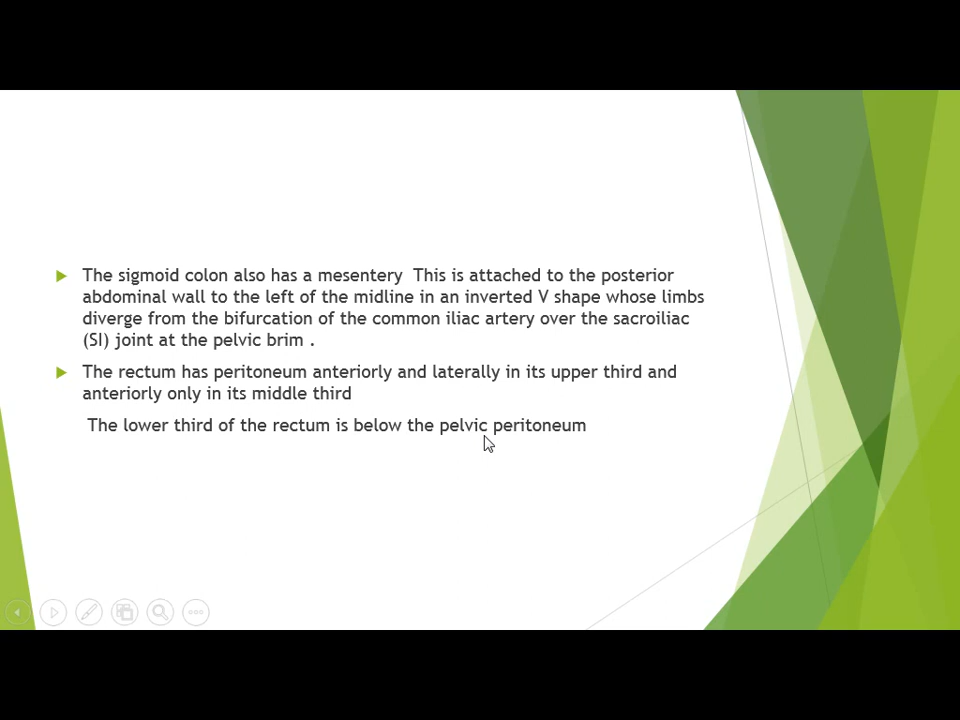 The sigmoid colon also has a mesentery  This is attached to the posterior
abdominal wall to the left of the midline in an inverted V shape whose limbs
diverge from the bifurcation of the common iliac artery over the sacroiliac
(SI) joint at the pelvic brim .
The rectum has peritoneum anteriorly and laterally in its upper third and
anteriorly only in its middle third
The lower third of the rectum is below the pelvic peritoneum